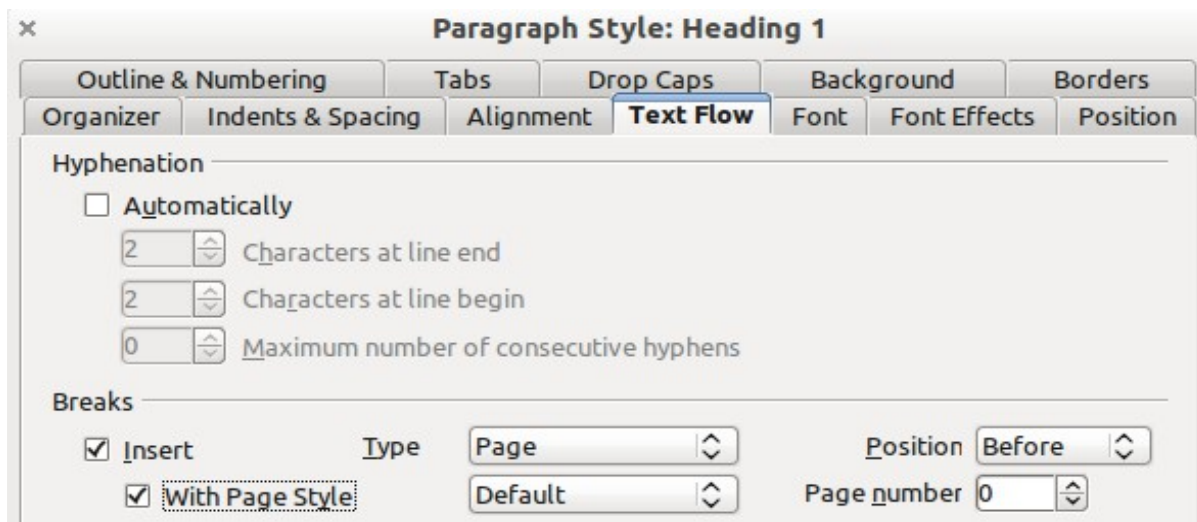 Paragraph Style: Heading 1
Outline & Numbering Tabs Drop Caps Background Borders
Organizer Indents & Spacing Alignment Text Flow Font Font Effects Position
Hyphenation
Automatically
2 Characters at line end
2 Characters at line begin
0 Maximum number of consecutive hyphens
Breaks
Insert Type Page Position Before
With Page Style Default Page number 0